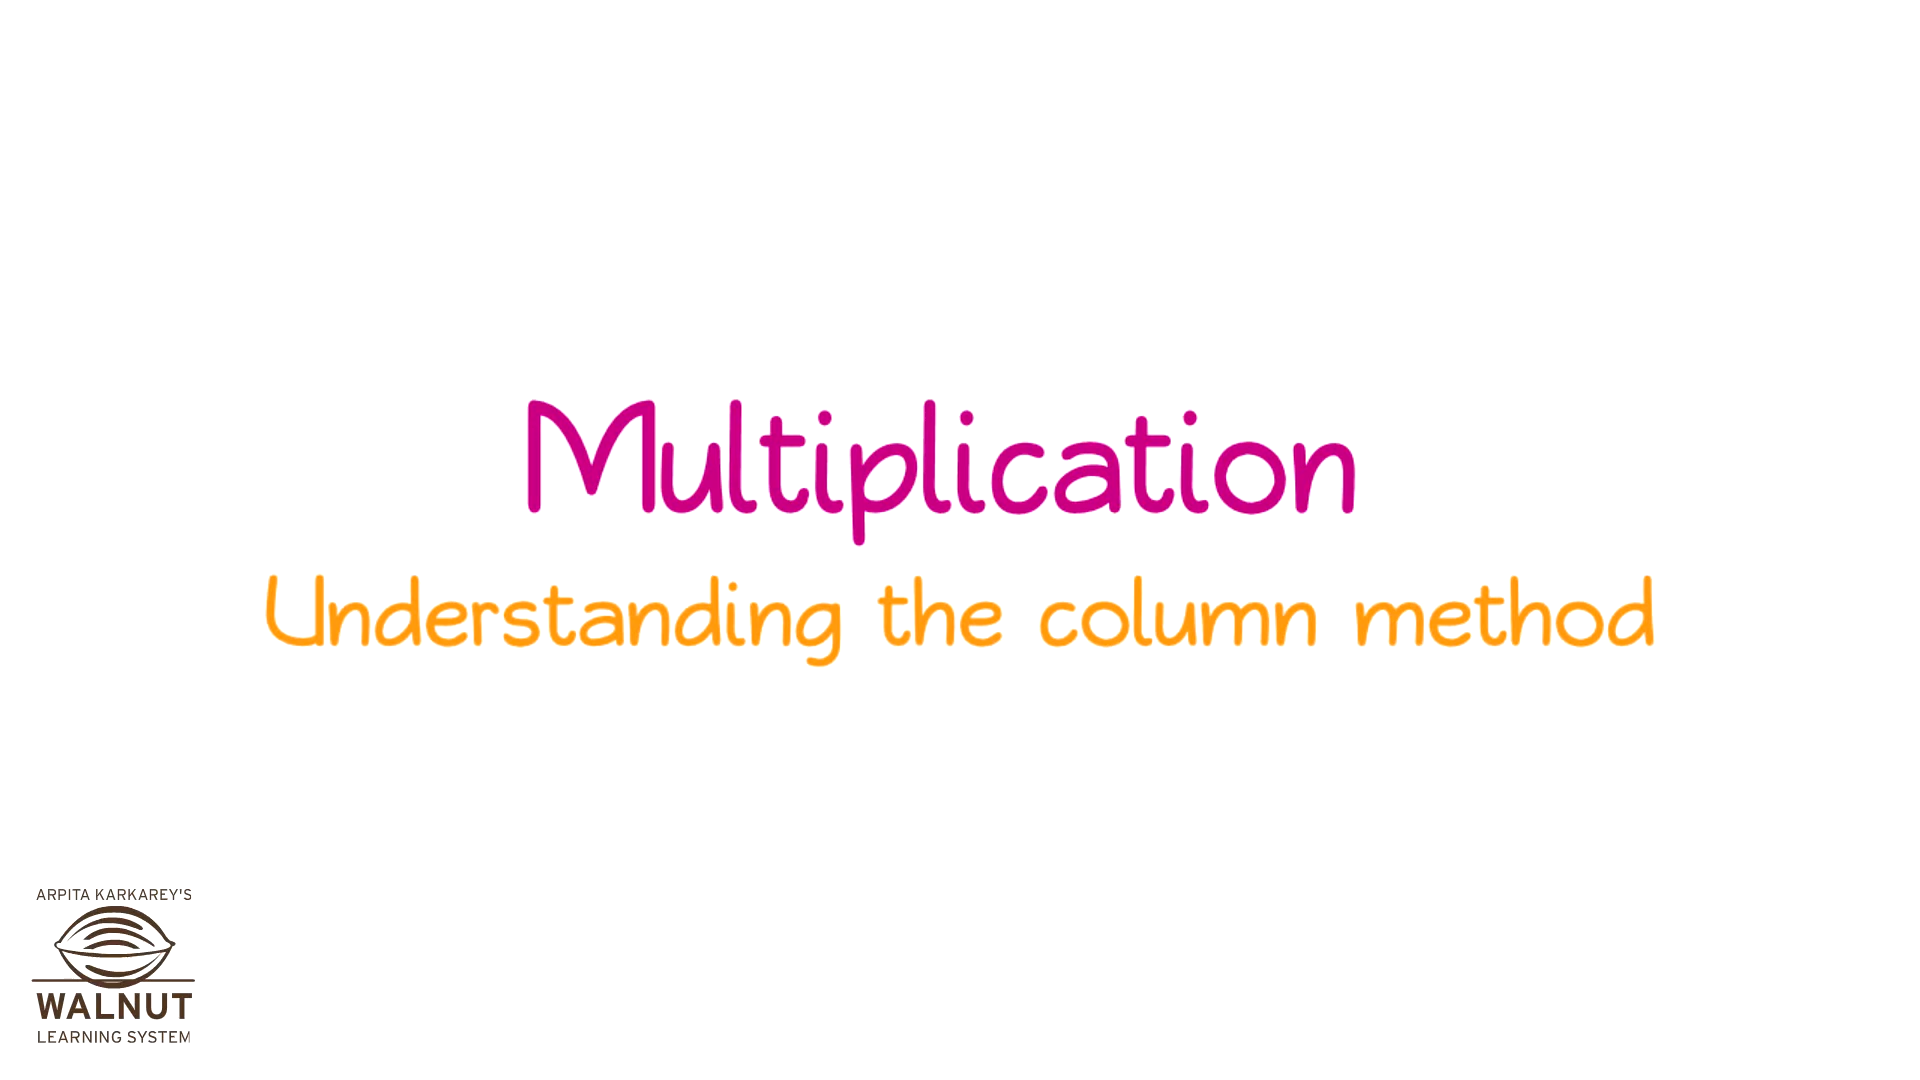 Multiplication
Understanding the column method
ARPITA KARKAREY'S
WALNUT
LEARNING SYSTEM